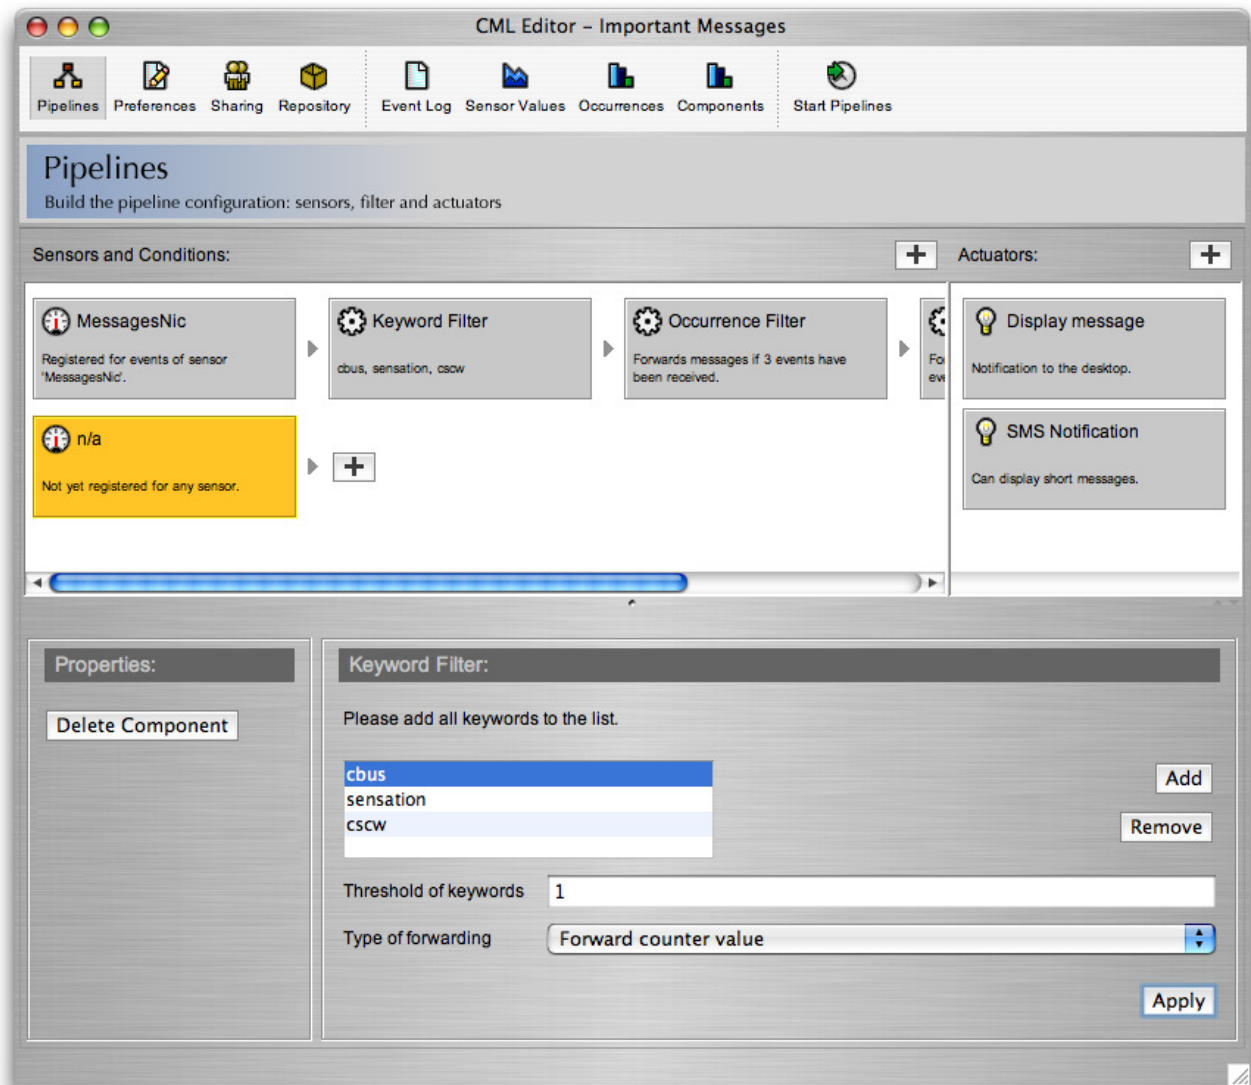 CML Editor – Important Messages
Pipelines Preferences Sharing Repository Event Log Sensor Values Occurrences Components Start Pipelines
Pipelines
Build the pipeline configuration: sensors, filter and actuators
Sensors and Conditions:
Actuators:
MessagesNic
Registered for events of sensor
'MessagesNic'.
Keyword Filter
cbus, sensation, cscw
Occurrence Filter
Forwards messages if 3 events have
been received.
Display message
Notification to the desktop.
n/a
Not yet registered for any sensor.
SMS Notification
Can display short messages.
Properties:
Delete Component
Keyword Filter:
Please add all keywords to the list.
cbus
sensation
cscw
Add
Remove
Threshold of keywords 1
Type of forwarding Forward counter value
Apply